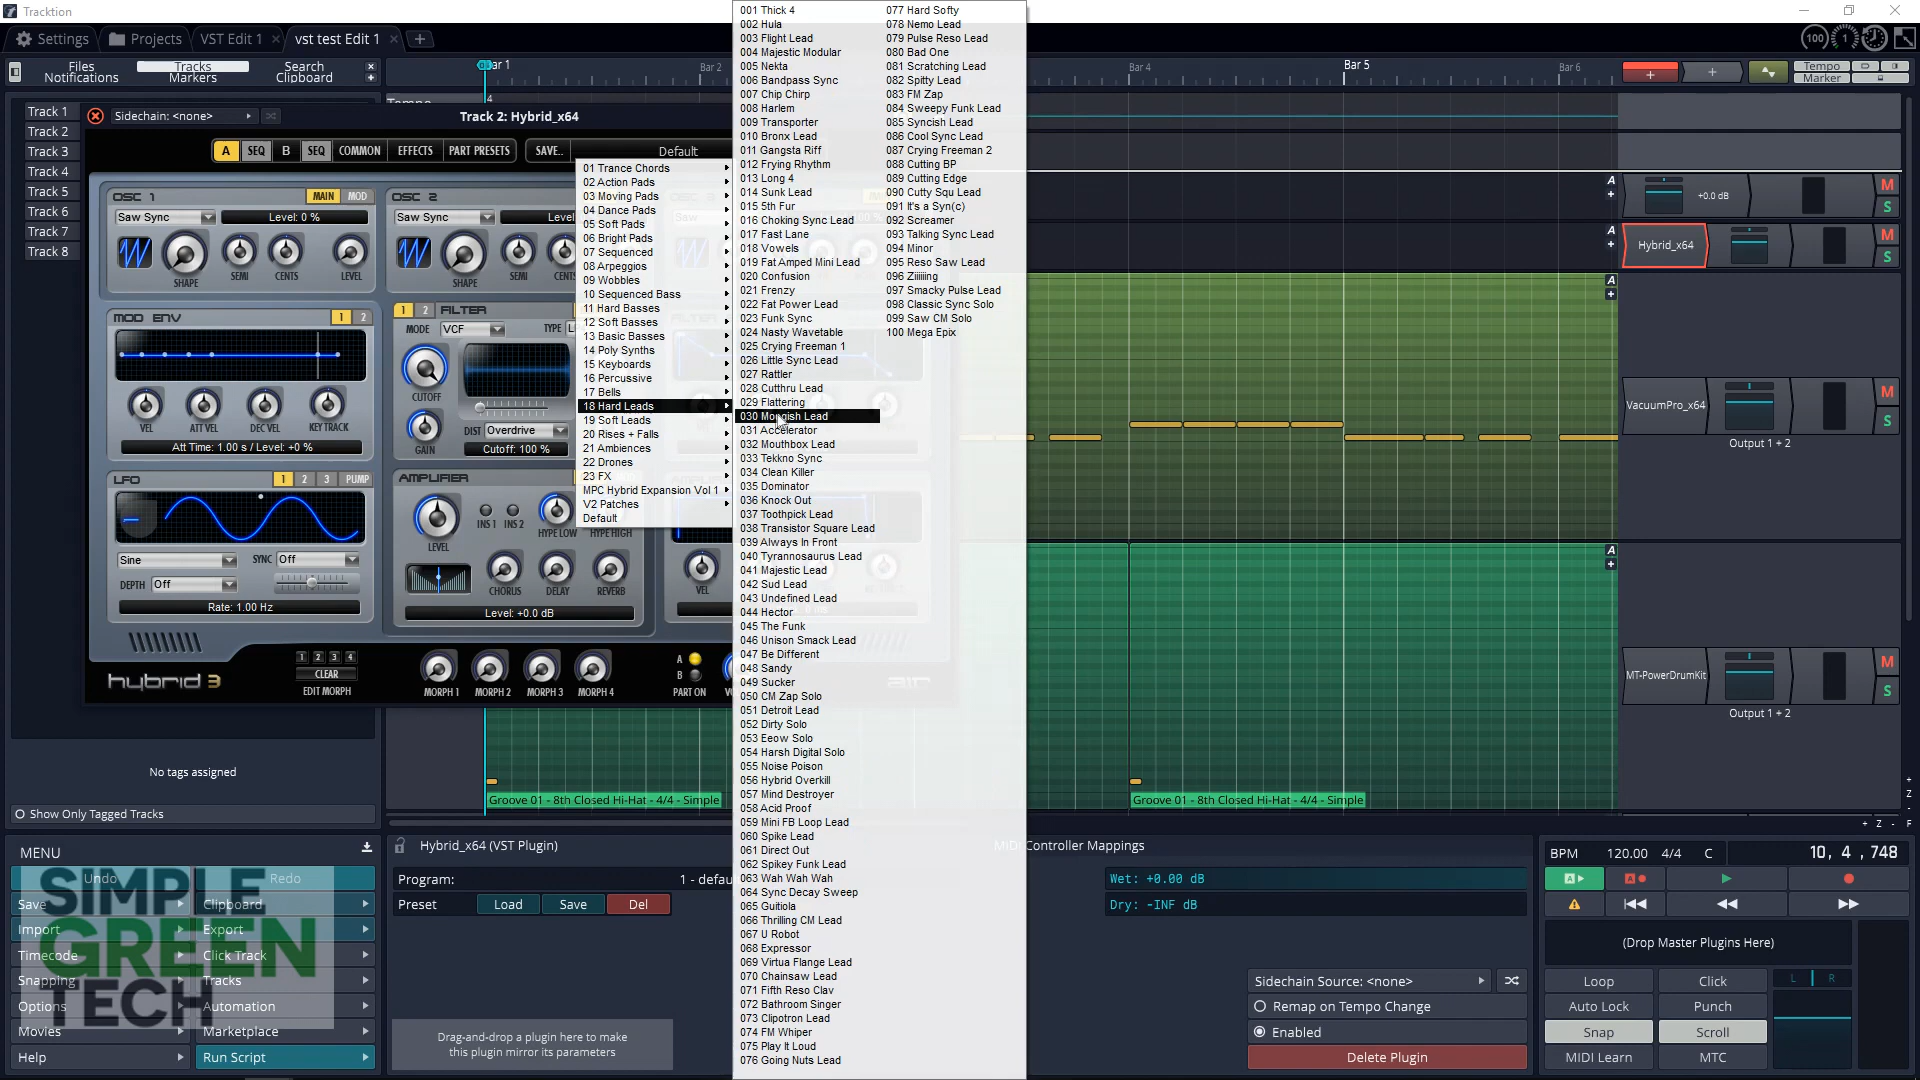 Tracktion
Settings
Projects
VST Edit 1
vst test Edit 1
100
1
Files
Notifications
Tracks
Markers
Search
Clipboard
Bar 1
Bar 2
Bar 4
Bar 5
Bar 6
4
Tempo
Marker
Track 1
Track 2
Track 3
Track 4
Track 5
Track 6
Track 7
Track 8
Sidechain: <none>
Track 2: Hybrid_x64
A
SEQ
B
SEQ
COMMON
EFFECTS
PART PRESETS
SAVE..
Default
OSC 1
MAIN
MOD
Saw Sync
Level: 0 %
SHAPE
SEMI
CENTS
LEVEL
OSC 2
Saw Sync
SHAPE
SEMI
MOD ENV
1
2
VEL
ATT VEL
DEC VEL
KEY TRACK
Att Time: 1.00 s / Level: +0 %
1
2
FILTER
MODE
VCF
TYPE
CUTOFF
GAIN
DIST
Overdrive
Cutoff: 100 %
LFO
1
2
3
PUMP
Sine
SYNC
Off
DEPTH
Off
Rate: 1.00 Hz
AMPLIFIER
LEVEL
INS 1
INS 2
HYPE LOW
HYPE HIGH
CHORUS
DELAY
REVERB
Level: +0.0 dB
VEL
hybrid 3
1
2
3
4
CLEAR
EDIT MORPH
MORPH 1
MORPH 2
MORPH 3
MORPH 4
A
B
PART ON
air
01 Trance Chords
02 Action Pads
03 Moving Pads
04 Dance Pads
05 Soft Pads
06 Bright Pads
07 Sequenced
08 Arpeggios
09 Wobbles
10 Sequenced Bass
11 Hard Basses
12 Soft Basses
13 Basic Basses
14 Poly Synths
15 Keyboards
16 Percussive
17 Bells
18 Hard Leads
19 Soft Leads
20 Rises + Falls
21 Ambiences
22 Drones
23 FX
MPC Hybrid Expansion Vol 1
V2 Patches
Default
001 Thick 4
002 Hula
003 Flight Lead
004 Majestic Modular
005 Nekta
006 Bandpass Sync
007 Chip Chirp
008 Harlem
009 Transporter
010 Bronx Lead
011 Gangsta Riff
012 Frying Rhythm
013 Long 4
014 Sunk Lead
015 5th Fur
016 Choking Sync Lead
017 Fast Lane
018 Vowels
019 Fat Amped Mini Lead
020 Confusion
021 Frenzy
022 Fat Power Lead
023 Funk Sync
024 Nasty Wavetable
025 Crying Freeman 1
026 Little Sync Lead
027 Rattler
028 Cutthru Lead
029 Flattering
030 Moogish Lead
031 Accelerator
032 Mouthbox Lead
033 Tekkno Sync
034 Clean Killer
035 Dominator
036 Knock Out
037 Toothpick Lead
038 Transistor Square Lead
039 Always In Front
040 Tyrannosaurus Lead
041 Majestic Lead
042 Sud Lead
043 Undefined Lead
044 Hector
045 The Funk
046 Unison Smack Lead
047 Be Different
048 Sandy
049 Sucker
050 CM Zap Solo
051 Detroit Lead
052 Dirty Solo
053 Eeow Solo
054 Harsh Digital Solo
055 Noise Poison
056 Hybrid Overkill
057 Mind Destroyer
058 Acid Proof
059 Mini FB Loop Lead
060 Spike Lead
061 Direct Out
062 Spikey Funk Lead
063 Wah Wah Wah
064 Sync Decay Sweep
065 Guitiola
066 Thrilling CM Lead
067 U Robot
068 Expressor
069 Virtua Flange Lead
070 Chainsaw Lead
071 Fifth Reso Clav
072 Bathroom Singer
073 Clipotron Lead
074 FM Whiper
075 Play It Loud
076 Going Nuts Lead
077 Hard Softy
078 Nemo Lead
079 Pulse Reso Lead
080 Bad One
081 Scratching Lead
082 Spitty Lead
083 FM Zap
084 Sweepy Funk Lead
085 Syncish Lead
086 Cool Sync Lead
087 Crying Freeman 2
088 Cutting BP
089 Cutting Edge
090 Cutty Squ Lead
091 It's a Syn(c)
092 Screamer
093 Talking Sync Lead
094 Minor
095 Reso Saw Lead
096 Ziiiiiing
097 Smacky Pulse Lead
098 Classic Sync Solo
099 Saw CM Solo
100 Mega Epix
A
+0.0 dB
M
S
A
Hybrid_x64
M
S
A
VacuumPro_x64
M
S
Output 1 + 2
A
MT-PowerDrumKit
M
S
Output 1 + 2
No tags assigned
Show Only Tagged Tracks
Groove 01 - 8th Closed Hi-Hat - 4/4 - Simple
Groove 01 - 8th Closed Hi-Hat - 4/4 - Simple
MENU
Undo
Redo
Save
Clipboard
Import
Export
Timecode
Click Track
Snapping
Tracks
Options
Automation
Movies
Marketplace
Help
Run Script
SIMPLE
GREEN
TECH
Hybrid_x64 (VST Plugin)
Program:
1 - defau
Preset
Load
Save
Del
Drag-and-drop a plugin here to make
this plugin mirror its parameters
MIDI Controller Mappings
Wet: +0.00 dB
Dry: -INF dB
Sidechain Source: <none>
Remap on Tempo Change
Enabled
Delete Plugin
BPM
120.00
4/4
C
10, 4 , 748
(Drop Master Plugins Here)
Loop
Click
L
R
Auto Lock
Punch
Snap
Scroll
MIDI Learn
MTC